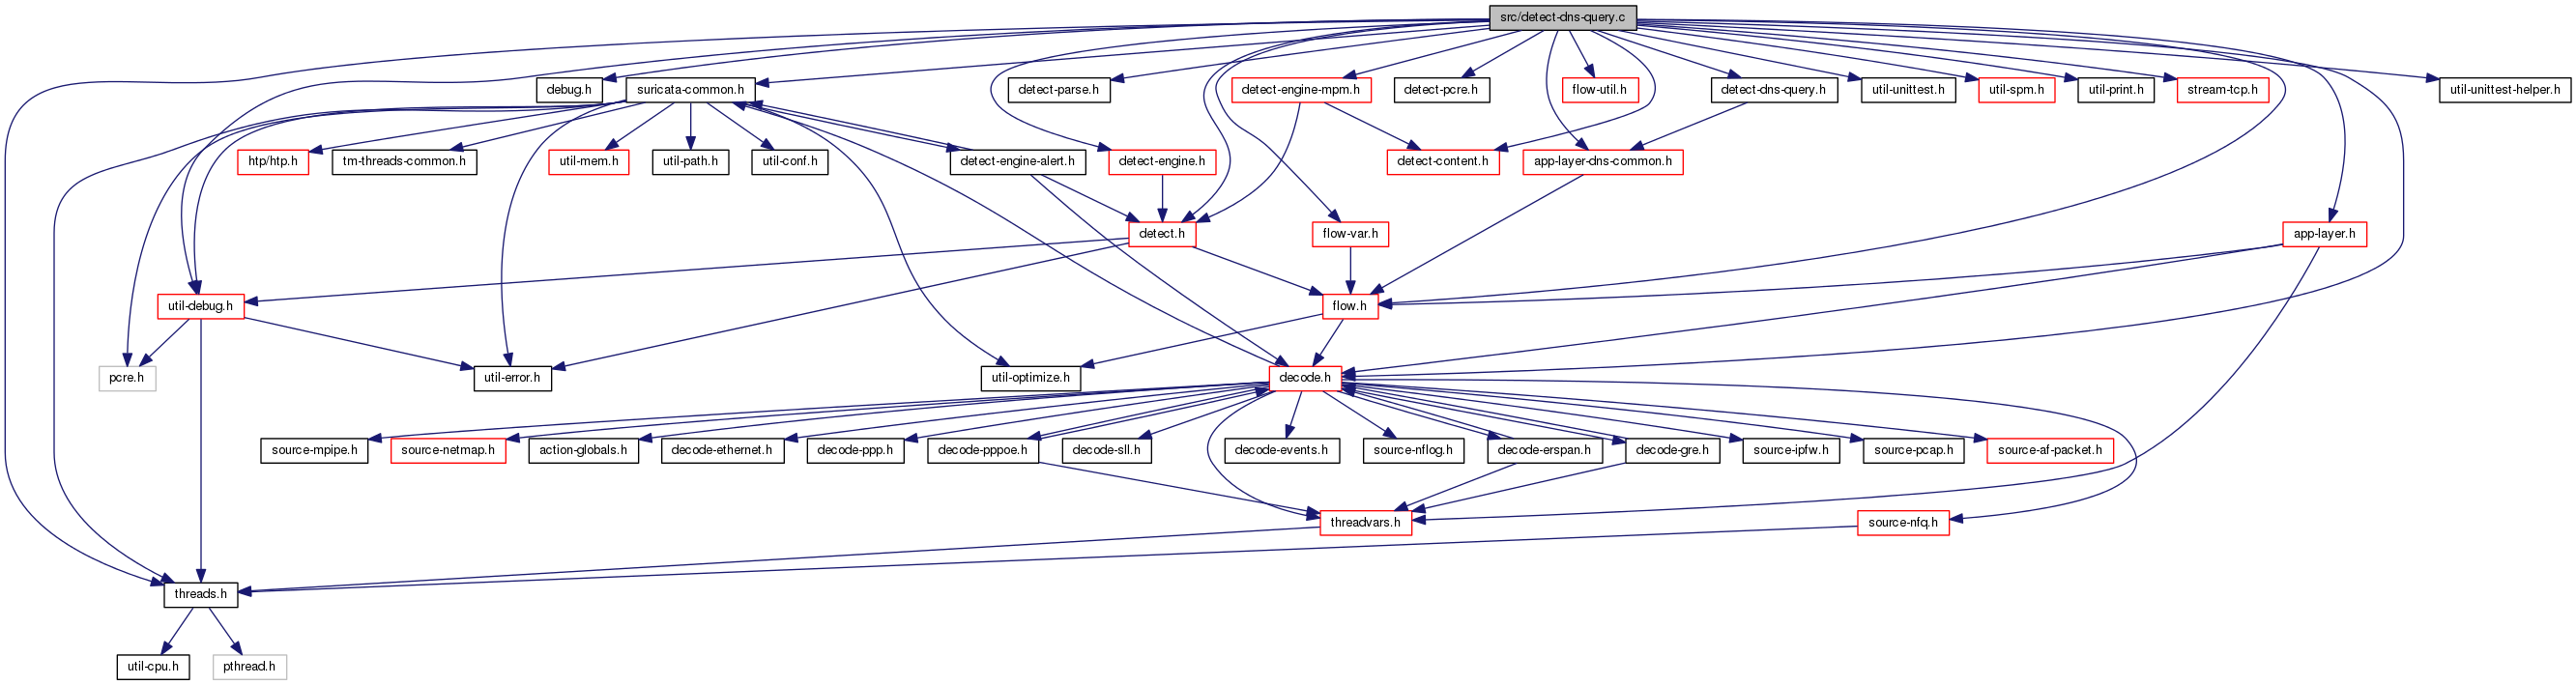 src/detect-dns-query.c
debug.h
suricata-common.h
detect-parse.h
detect-engine-mpm.h
detect-pcre.h
flow-util.h
detect-dns-query.h
util-unittest.h
util-spm.h
util-print.h
stream-tcp.h
util-unittest-helper.h
htp/htp.h
tm-threads-common.h
util-mem.h
util-path.h
util-conf.h
detect-engine-alert.h
detect-engine.h
detect-content.h
app-layer-dns-common.h
detect.h
flow-var.h
app-layer.h
util-debug.h
flow.h
pcre.h
util-error.h
util-optimize.h
decode.h
source-mpipe.h
source-netmap.h
action-globals.h
decode-ethernet.h
decode-ppp.h
decode-pppoe.h
decode-sll.h
decode-events.h
source-nflog.h
decode-erspan.h
decode-gre.h
source-ipfw.h
source-pcap.h
source-af-packet.h
threadvars.h
source-nfq.h
threads.h
util-cpu.h
pthread.h